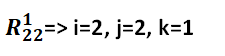 R¹₂₂=> i=2, j=2, k=1